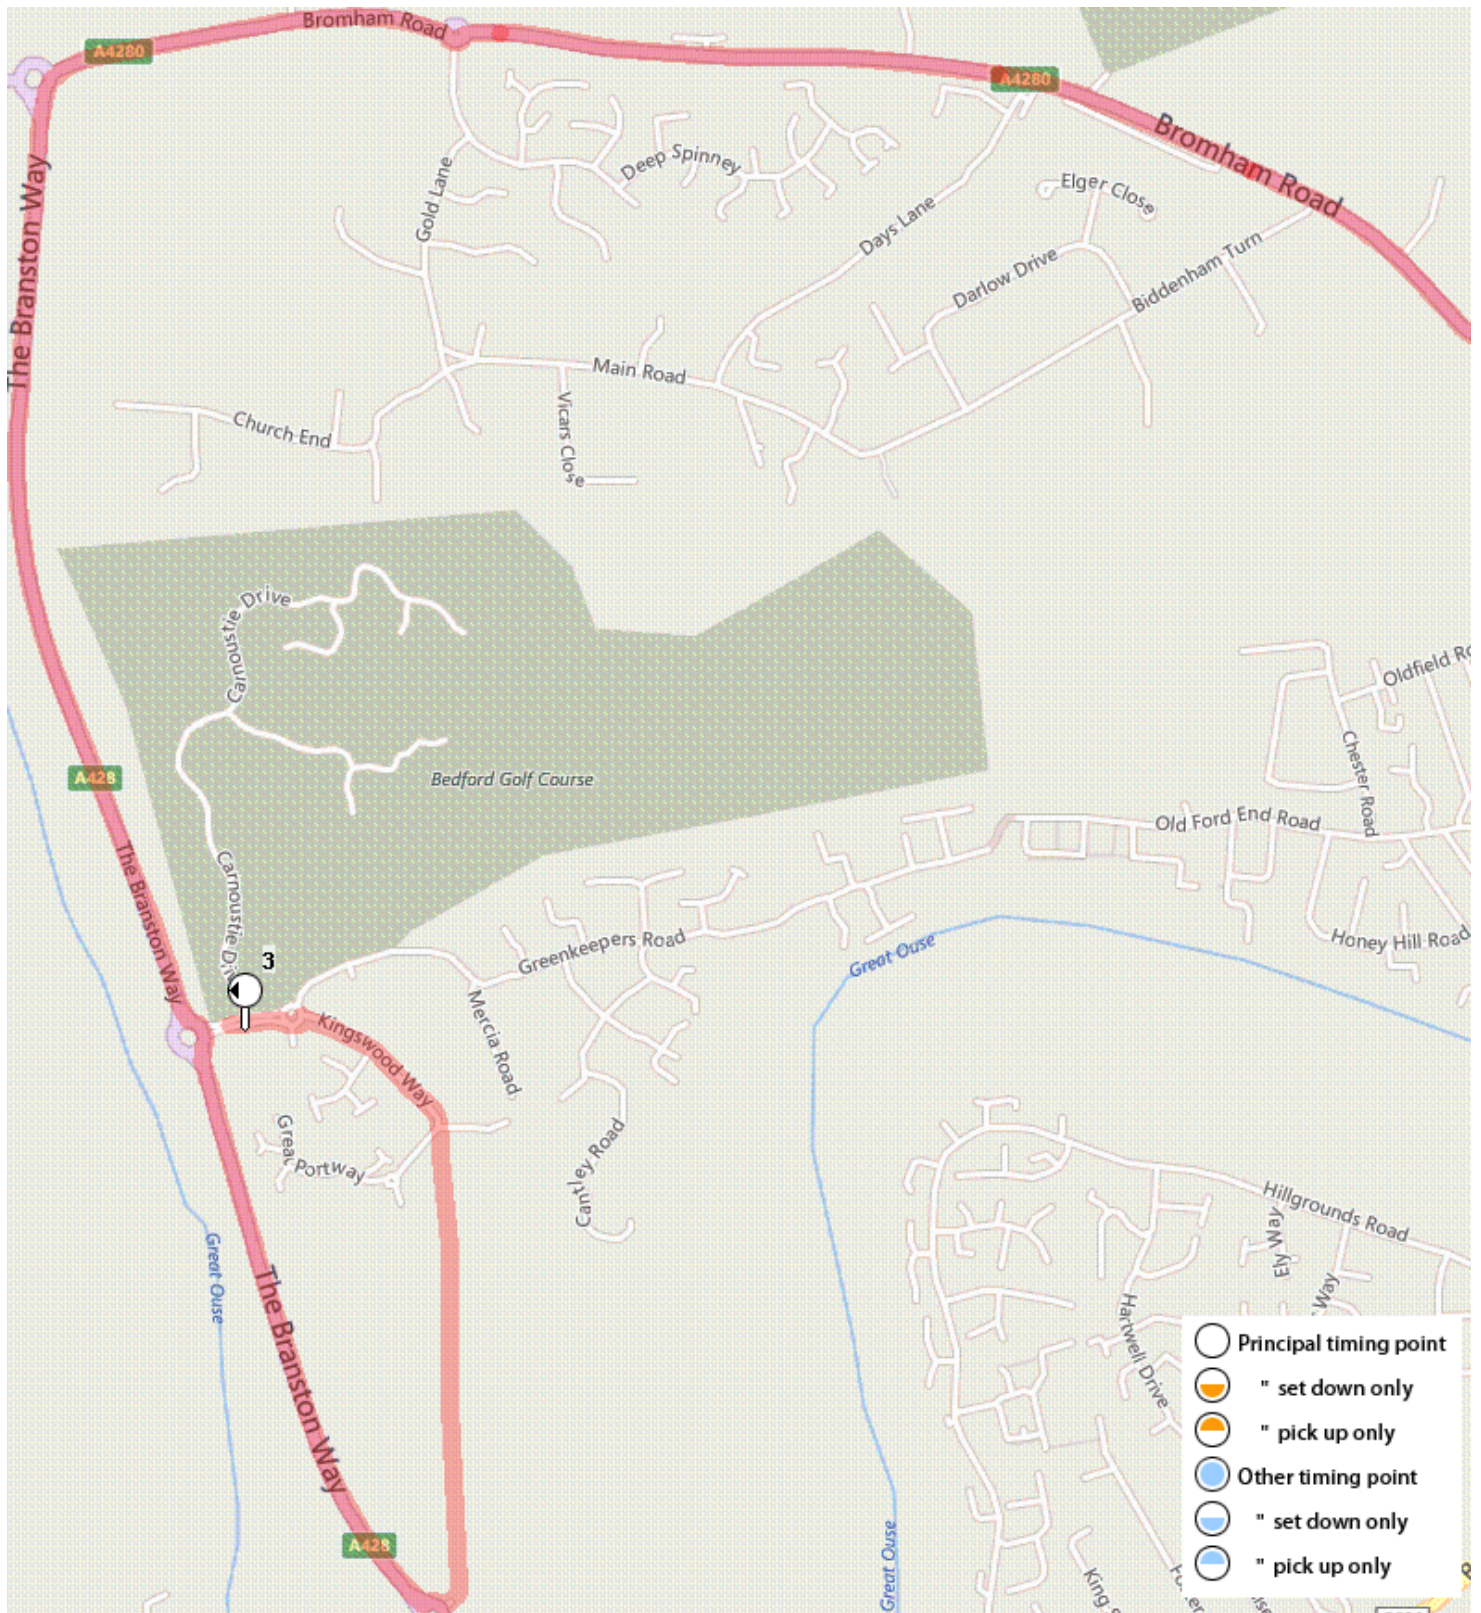 Bromham Road
A4280
A4280
Bromham Road
The Branston Way
Gold Lane
Deep Spinney
Elger Close
Days Lane
Darlow Drive
Biddenham Turn
Main Road
Church End
Vicars Close
Carnoustie Drive
Oldfield
Chester Road
A428
Bedford Golf Course
Old Ford End Road
The Branston Way
Carnoustie
Greenkeepers Road
Great Ouse
Honey Hill Road
3
Kingswood Way
Mercia Road
Great
Portway
Cantley Road
Hillgrounds Road
Ely Way
Way
Great Ouse
The Branston Way
Hartwell Drive
A428
Great Ouse
King
Principal timing point
" set down only
" pick up only
Other timing point
" set down only
" pick up only